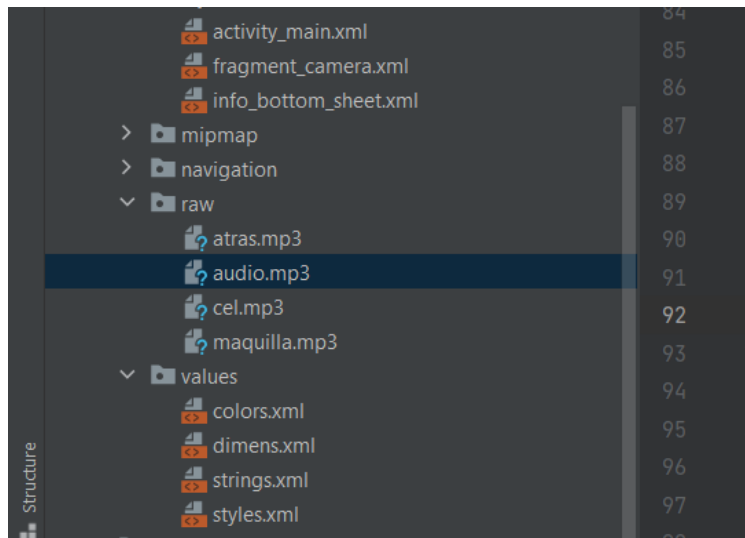 84
activity_main.xml
85
fragment_camera.xml
86
info_bottom_sheet.xml
87
mipmap
88
navigation
89
raw
90
atras.mp3
91
audio.mp3
92
cel.mp3
93
maquilla.mp3
94
values
95
colors.xml
96
dimens.xml
97
strings.xml
styles.xml
Structure